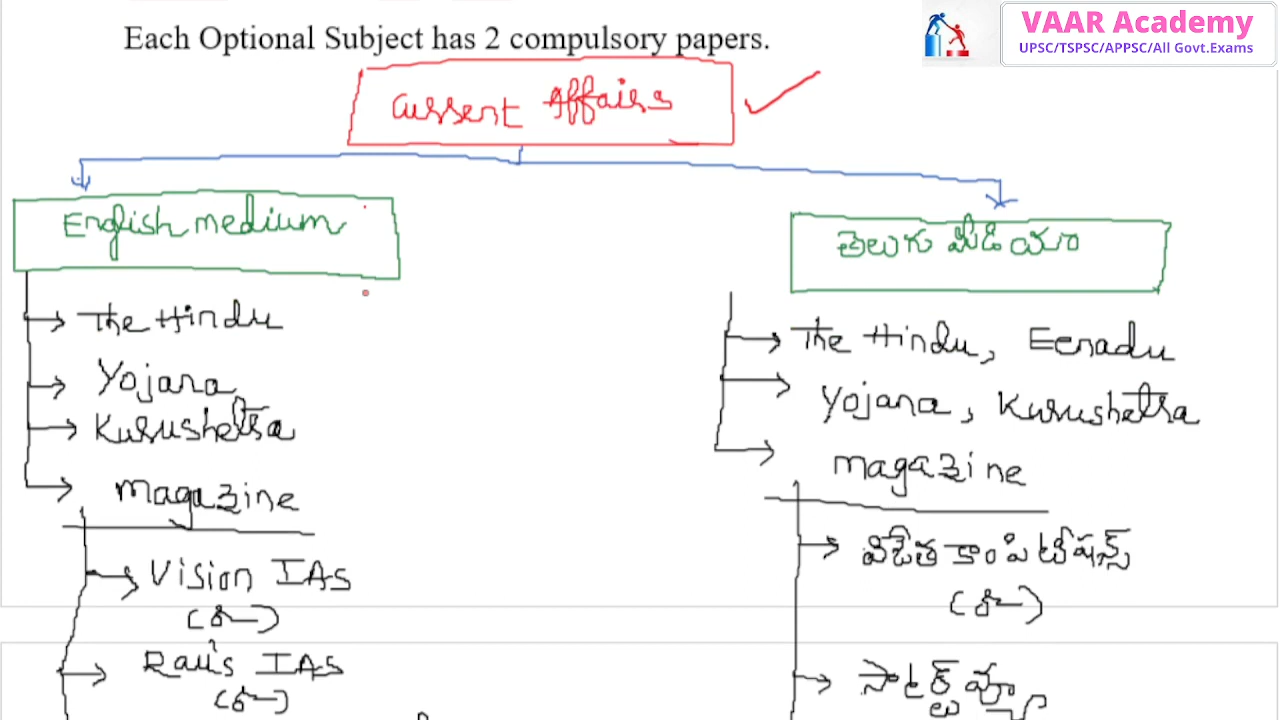 Each Optional Subject has 2 compulsory papers.
VAAR Academy
UPSC/TSPSC/APPSC/All Govt.Exams
Current Affairs
English medium
The Hindu
Yojana
Kurushetra
magazine
Vision IAS
Rau's IAS
తెలుగు మీడియం
The Hindu, Eenadu
Yojana, Kurushetra
magazine
విజేత కాంపిటీషన్స్